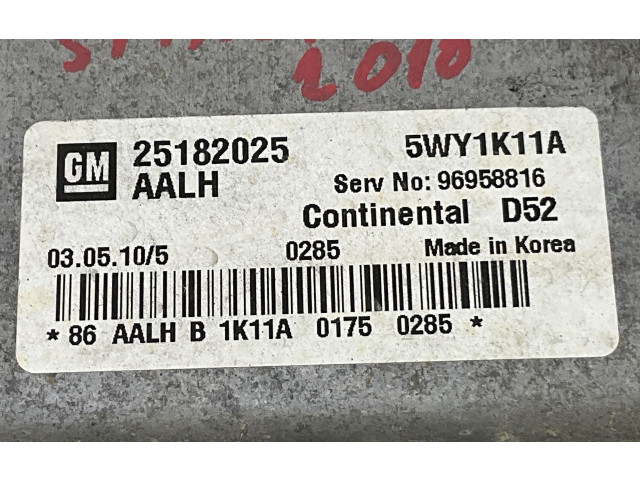 2010
GM 25182025 5WY1K11A
AALH Serv No: 96958816
Continental D52
03.05.10/5 0285 Made in Korea
* 86 AALH B 1K11A 0175 0285 *